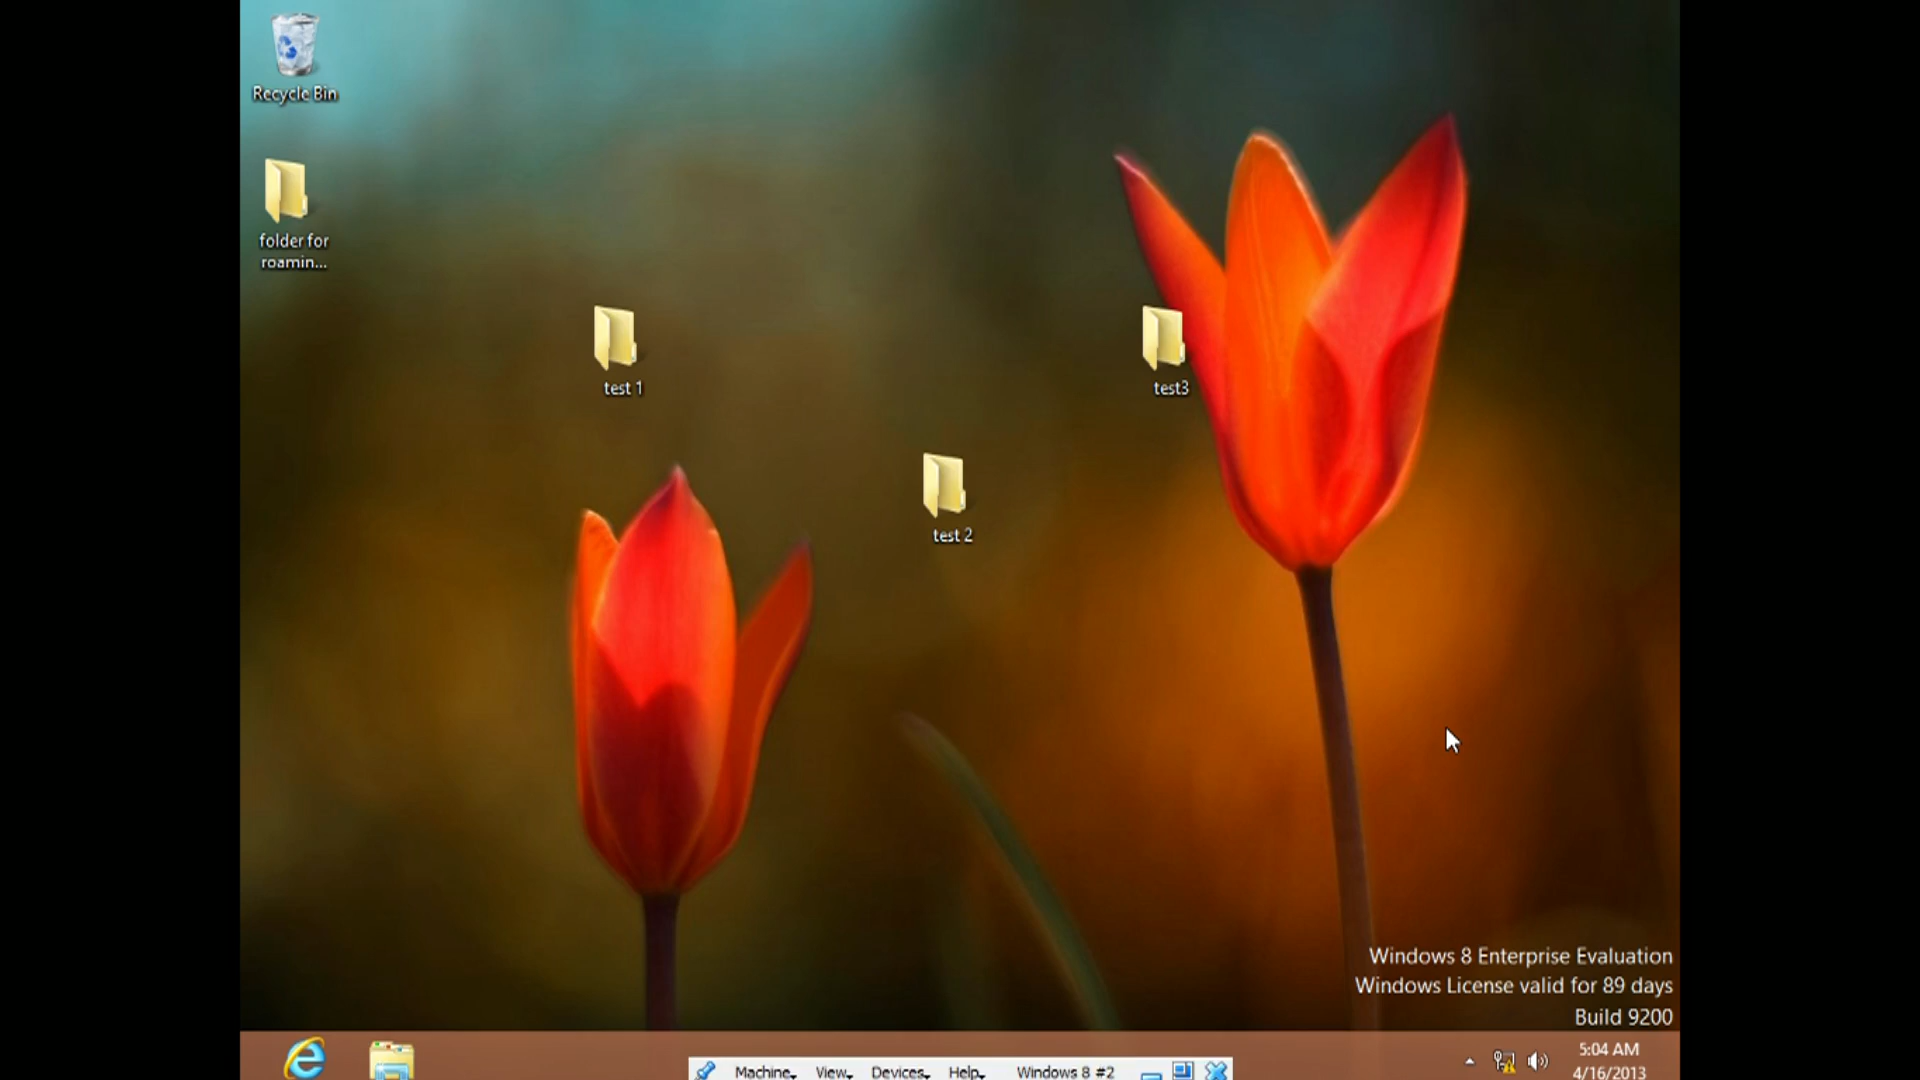 Recycle Bin
folder for
roamin...
test 1
test3
test 2
Windows 8 Enterprise Evaluation
Windows License valid for 89 days
Build 9200
Machine
View
Devices
Help
Windows 8 #2
5:04 AM
4/16/2013